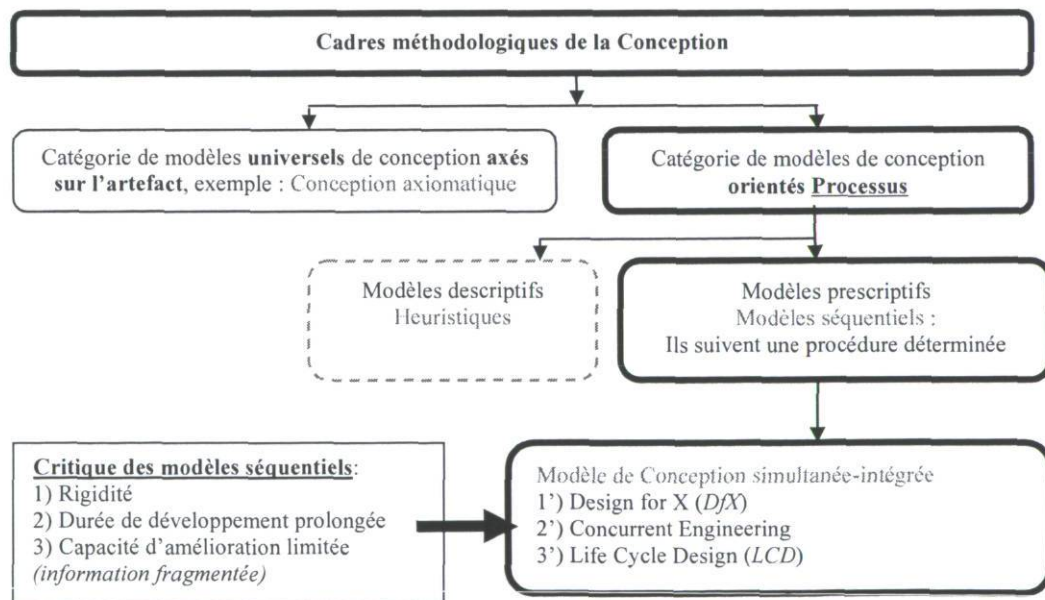 Cadres méthodologiques de la Conception
Catégorie de modèles universels de conception axés
sur l'artefact, exemple : Conception axiomatique
Catégorie de modèles de conception
orientés Processus
Modèles descriptifs
Heuristiques
Modèles prescriptifs
Modèles séquentiels :
Ils suivent une procédure déterminée
Critique des modèles séquentiels:
1) Rigidité
2) Durée de développement prolongée
3) Capacité d'amélioration limitée
(information fragmentée)
Modèle de Conception simultanée-intégrée
1') Design for X (DfX)
2') Concurrent Engineering
3') Life Cycle Design (LCD)